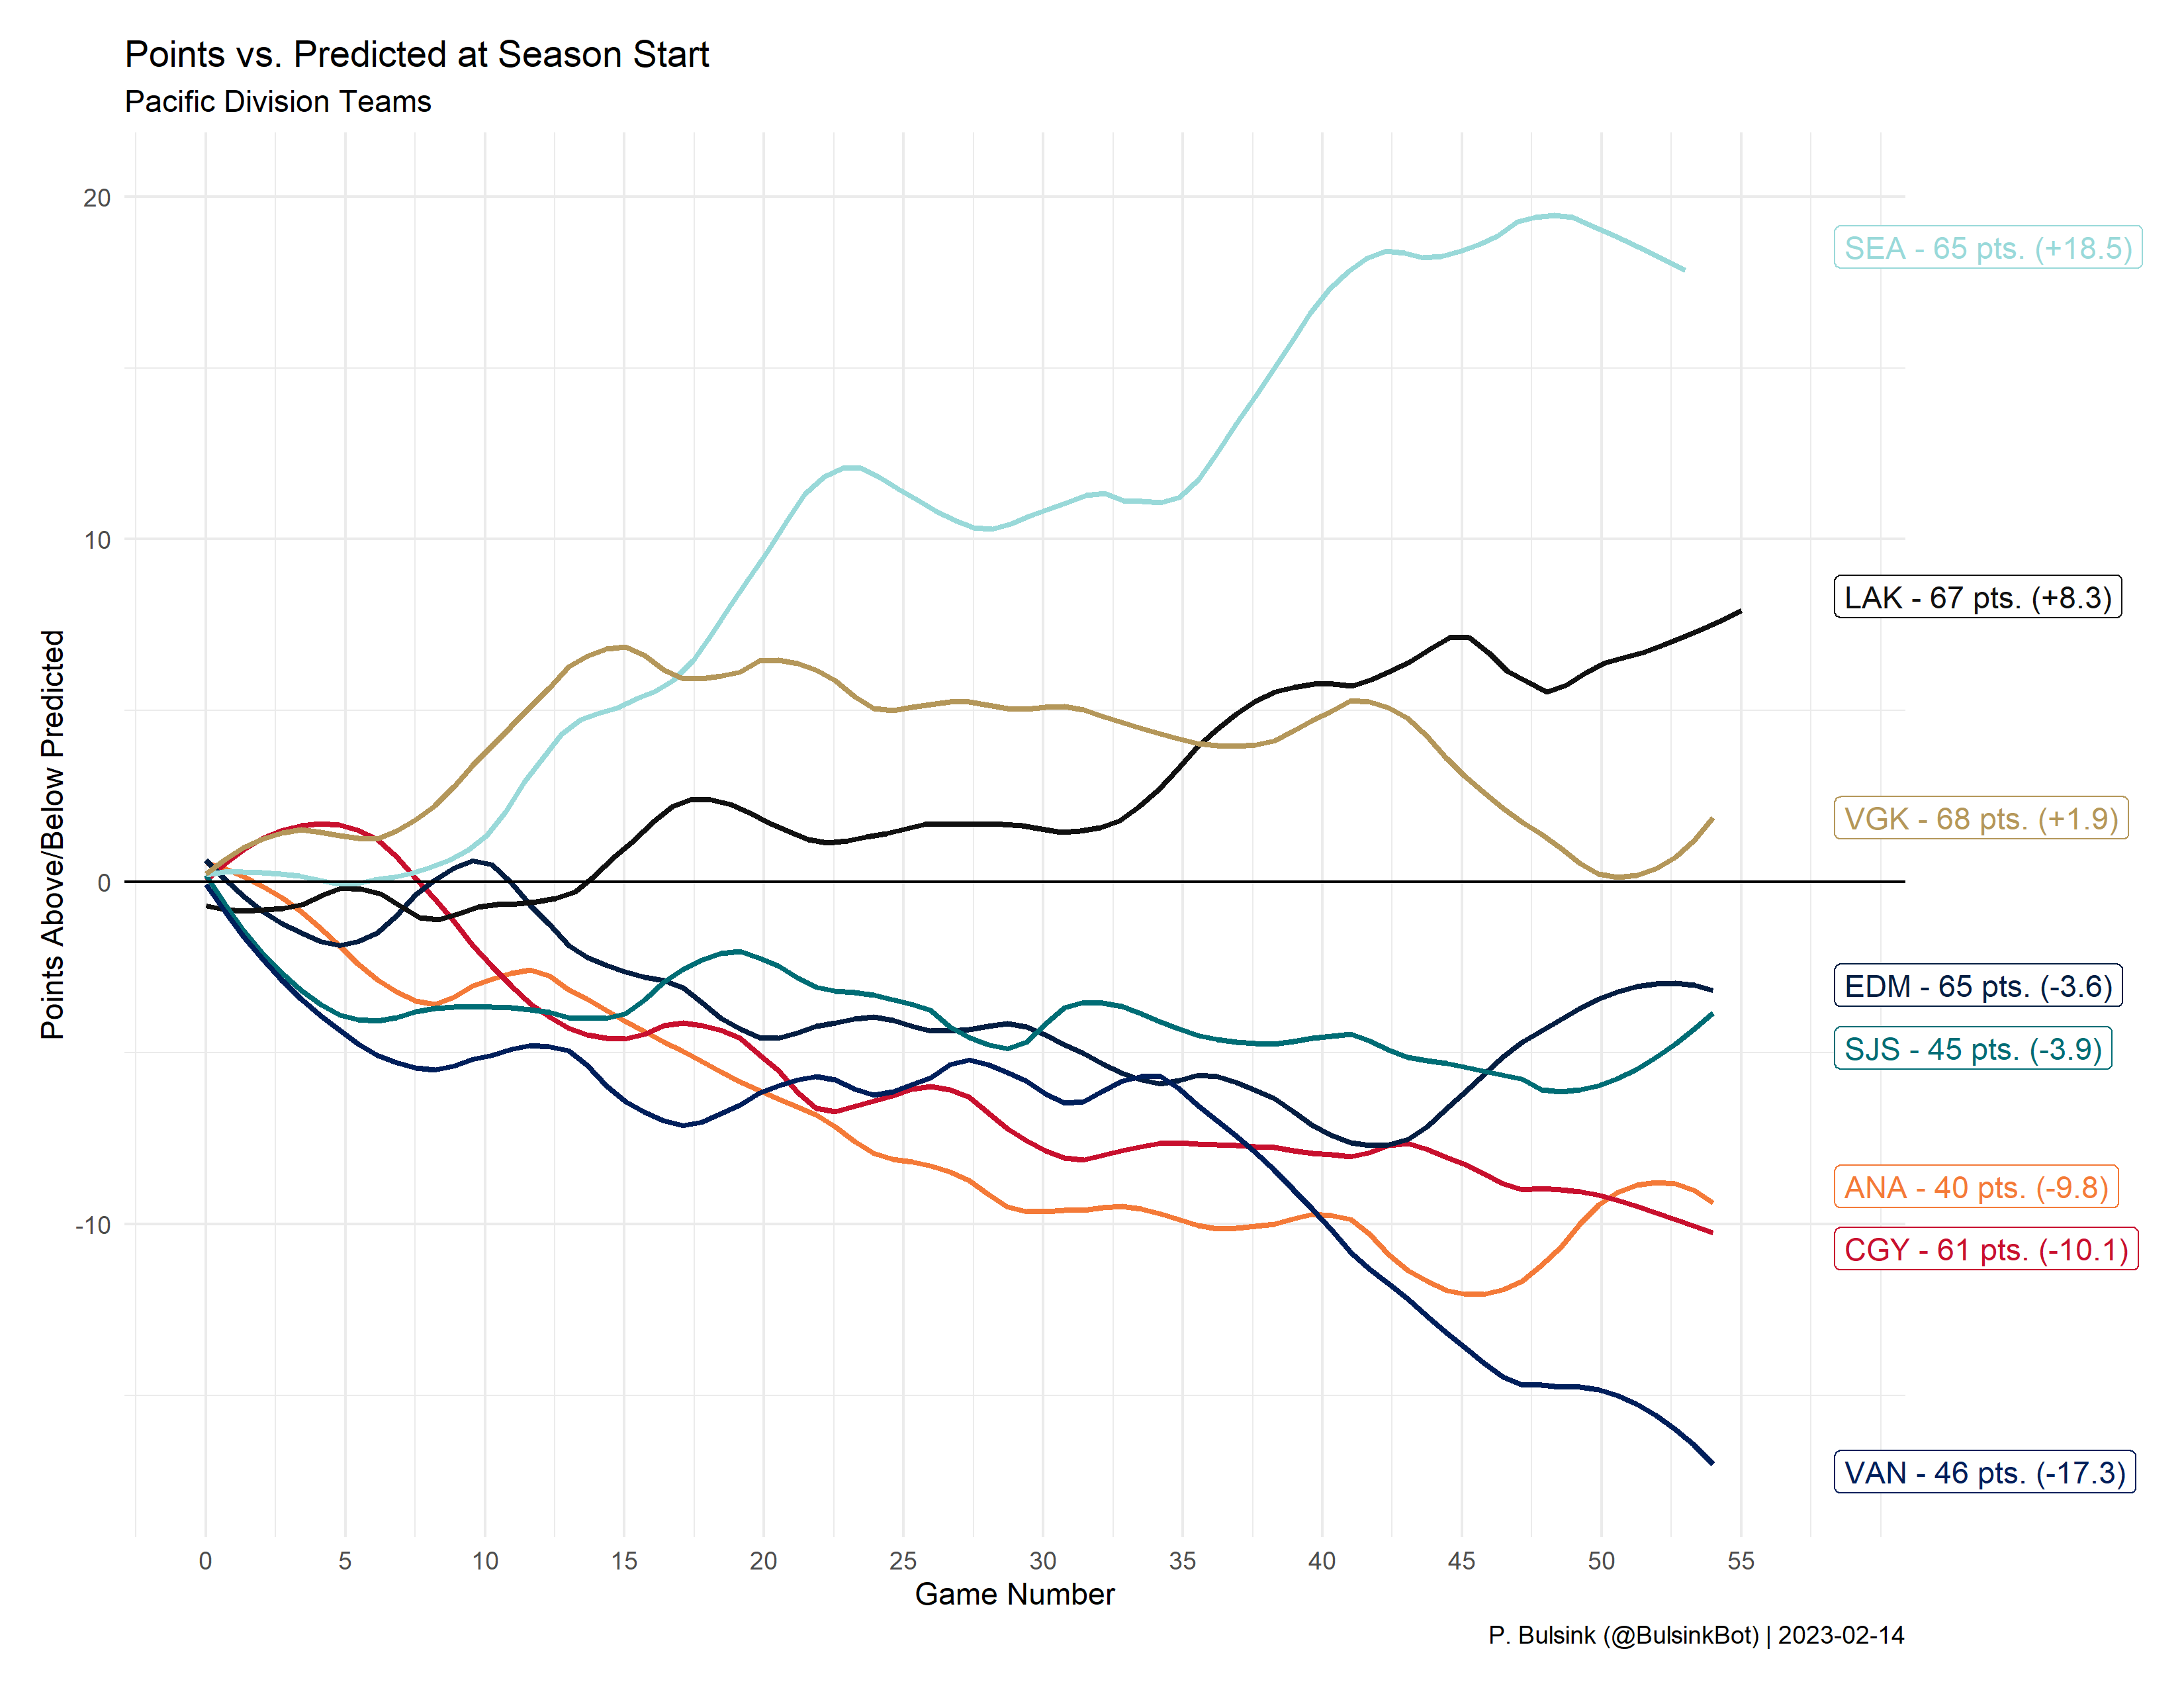 Points vs. Predicted at Season Start
Pacific Division Teams
Points Above/Below Predicted
20
10
0
-10
SEA - 65 pts. (+18.5)
LAK - 67 pts. (+8.3)
VGK - 68 pts. (+1.9)
EDM - 65 pts. (-3.6)
SJS - 45 pts. (-3.9)
ANA - 40 pts. (-9.8)
CGY - 61 pts. (-10.1)
VAN - 46 pts. (-17.3)
0 5 10 15 20 25 30 35 40 45 50 55
Game Number
P. Bulsink (@BulsinkBot) | 2023-02-14